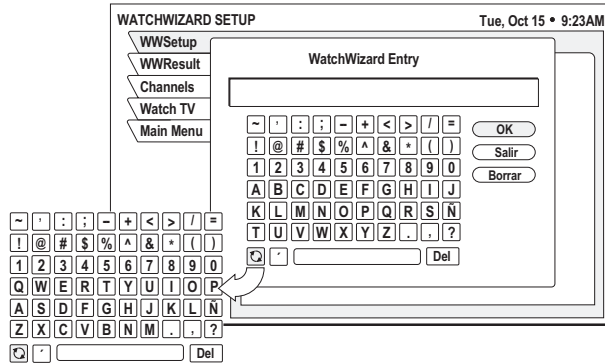 WATCHWIZARD SETUP Tue, Oct 15 • 9:23AM
WWSetup
WWResult
Channels
Watch TV
Main Menu
WatchWizard Entry
~ ' : ; – + < > / =
! @ # $ % ^ & * ( )
1 2 3 4 5 6 7 8 9 0
A B C D E F G H I J
K L M N O P Q R S Ñ
T U V W X Y Z . , ?
´ Del
OK
Salir
Borrar
~ ' : ; – + < > / =
! @ # $ % ^ & * ( )
1 2 3 4 5 6 7 8 9 0
Q W E R T Y U I O P
A S D F G H J K L Ñ
Z X C V B N M . , ?
´ Del